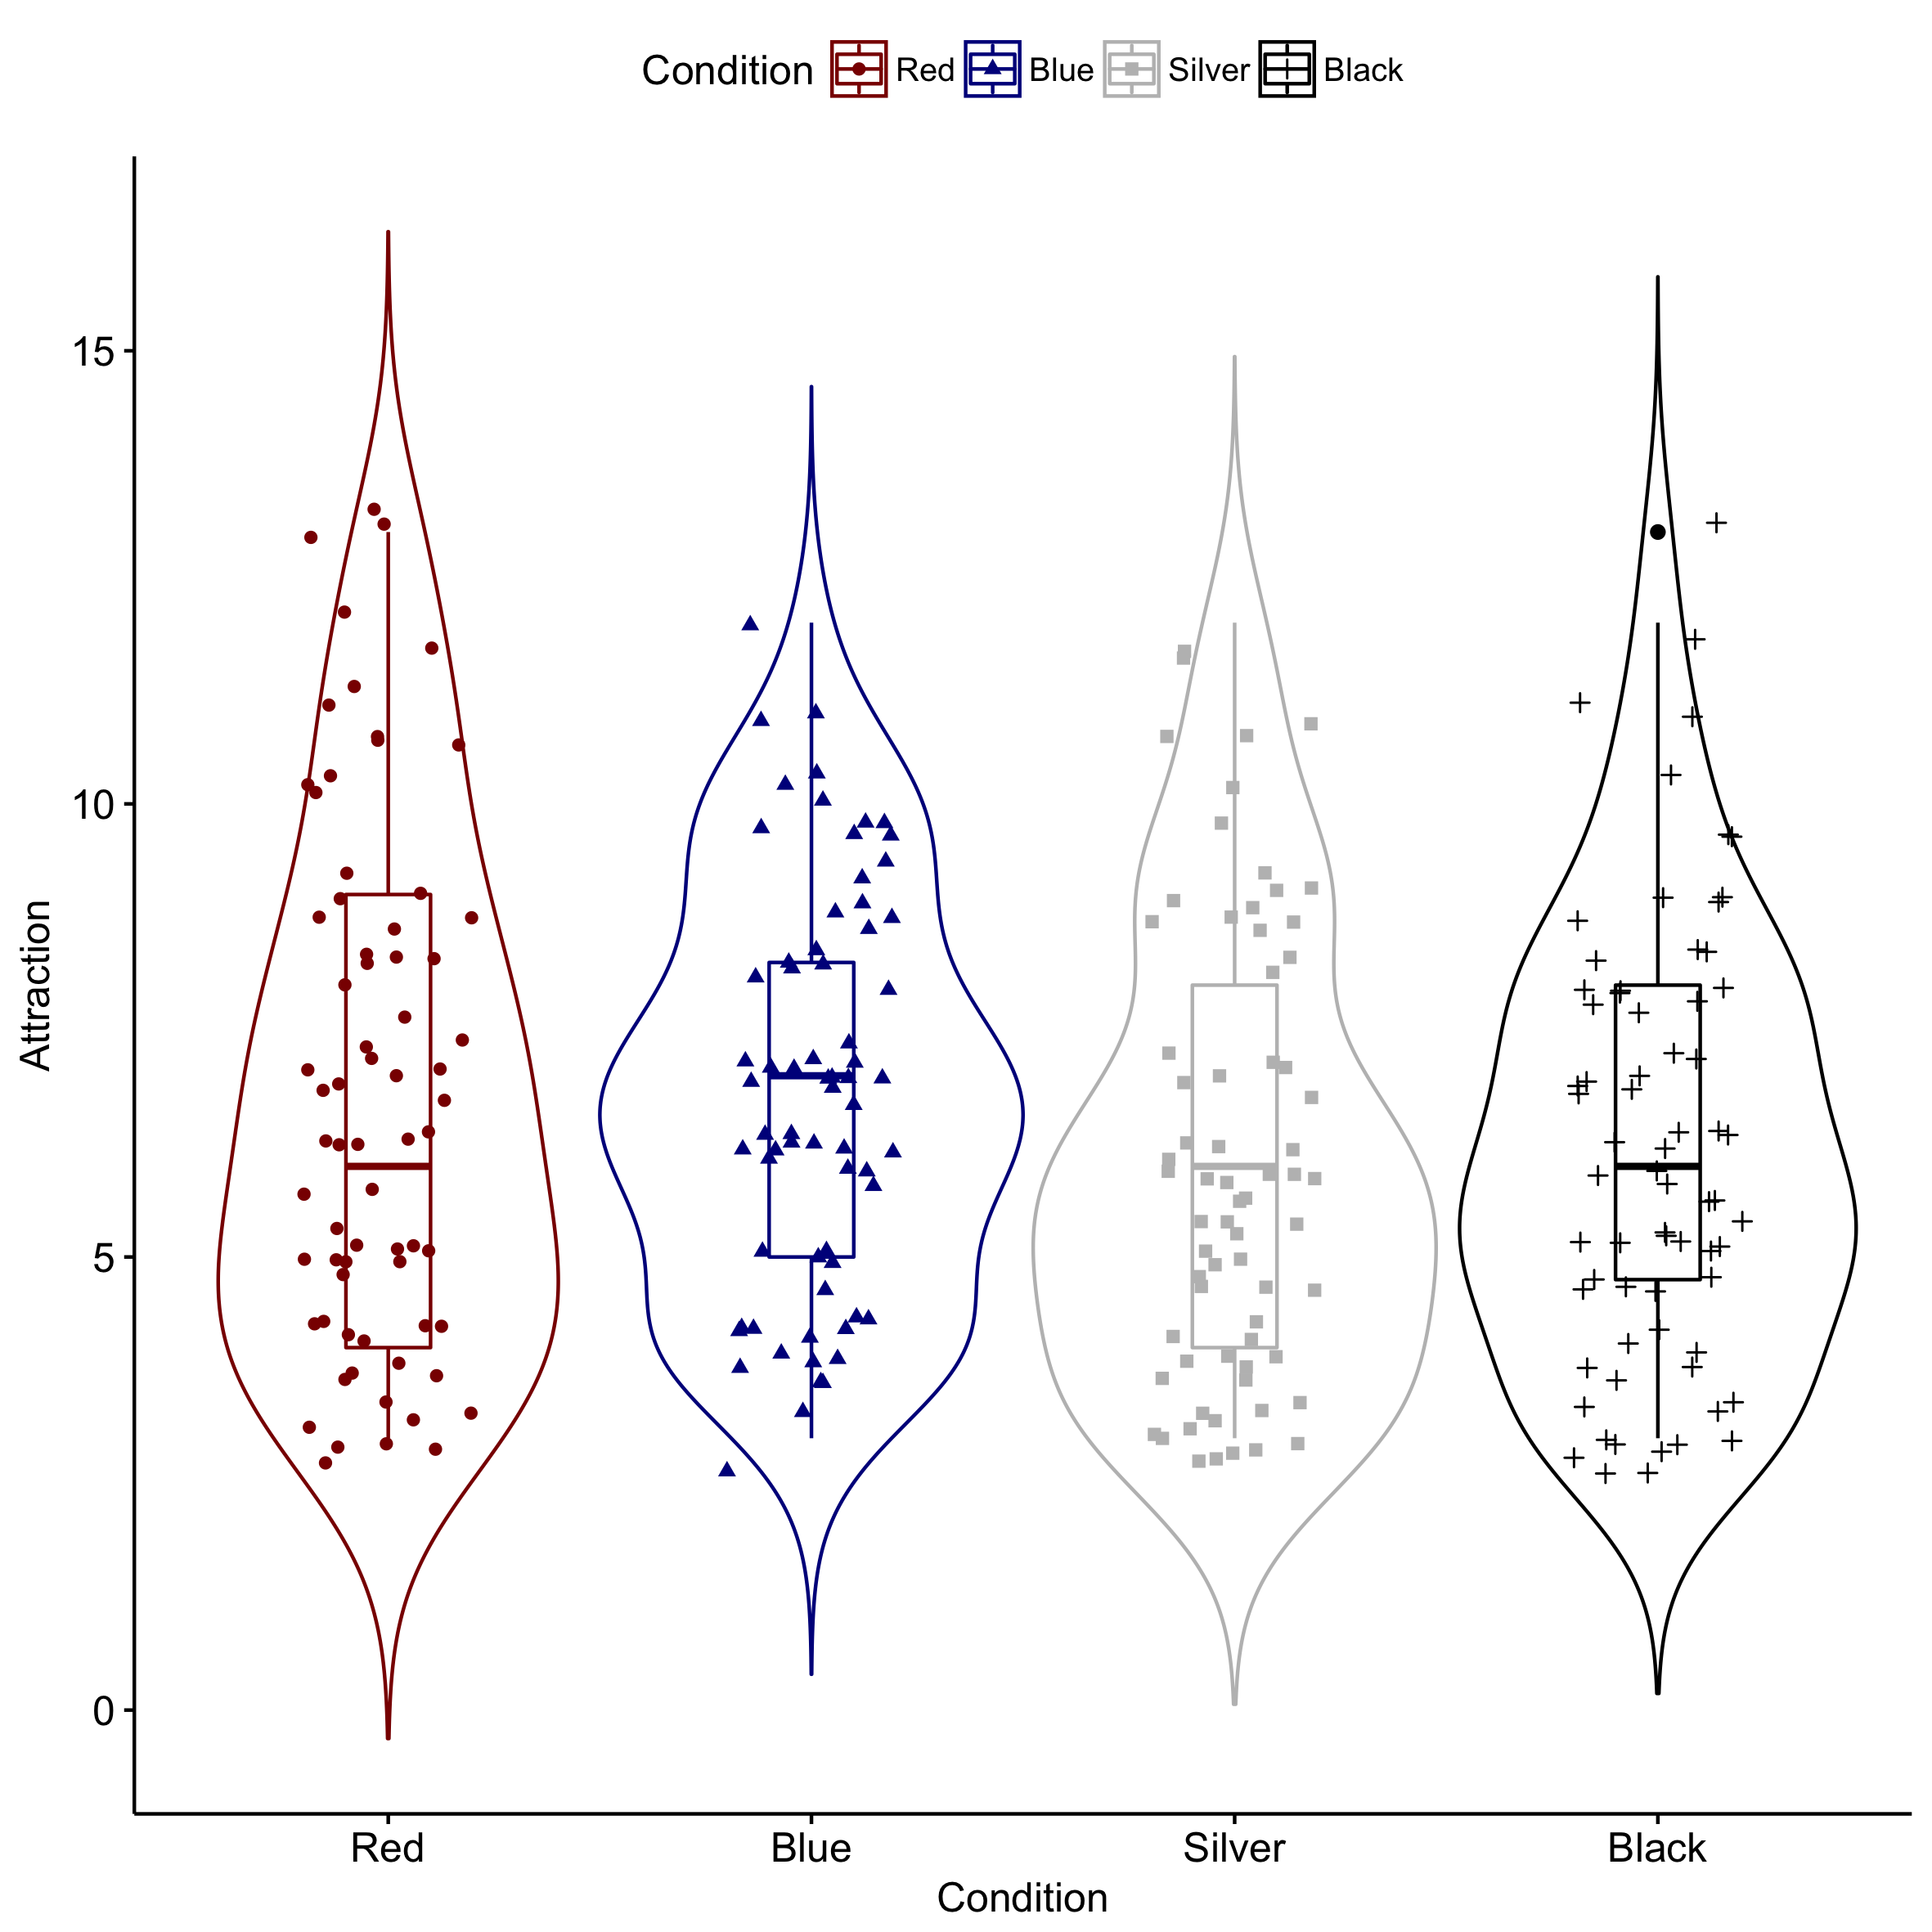 Condition Red Blue Silver Black
15
10
5
0
Attraction
Red Blue Silver Black
Condition